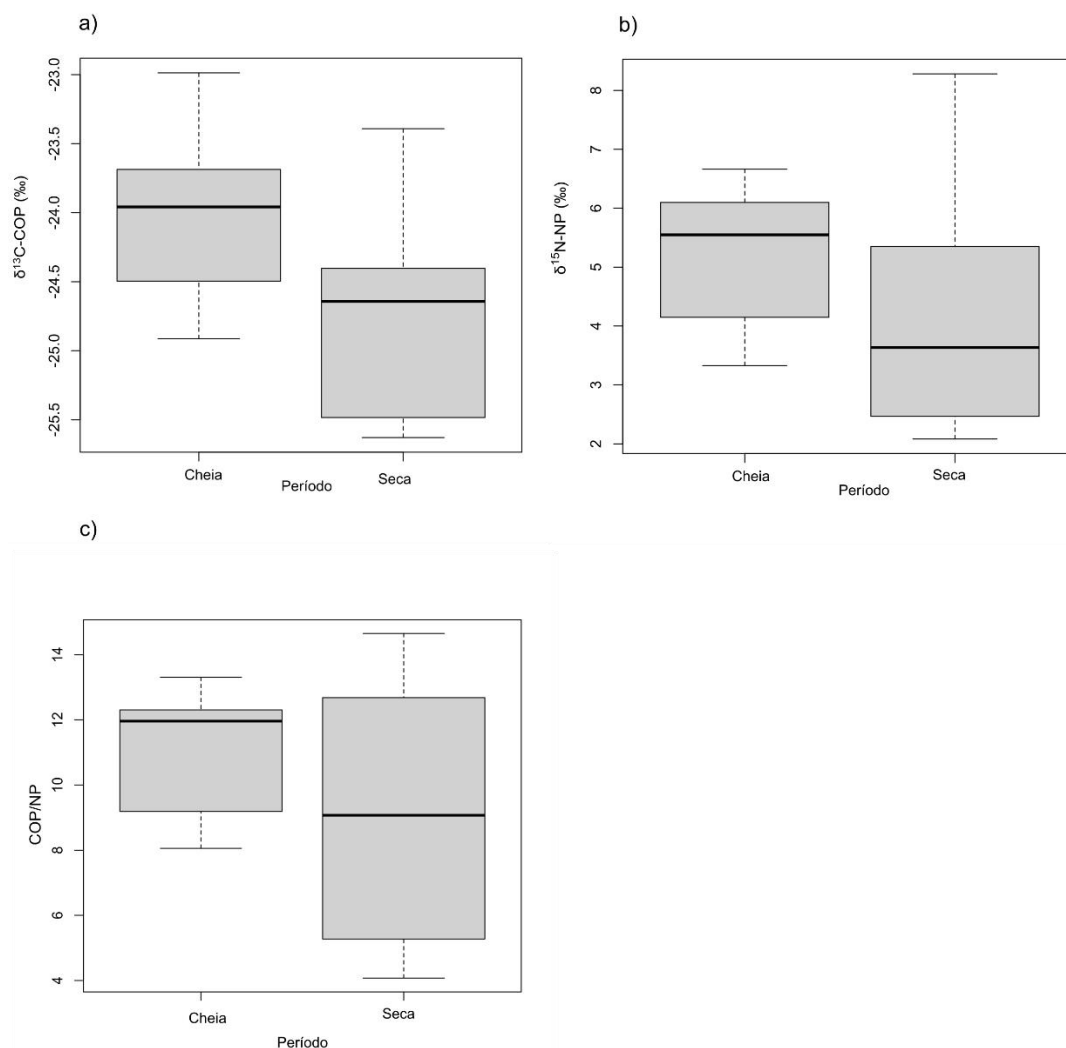 a)
δ¹³C-COP (‰)
-23.0
-23.5
-24.0
-24.5
-25.0
-25.5
Cheia
Seca
Período
b)
δ¹⁵N-NP (‰)
8
7
6
5
4
3
2
Cheia
Seca
Período
c)
COP/NP
14
12
10
8
6
4
Cheia
Seca
Período